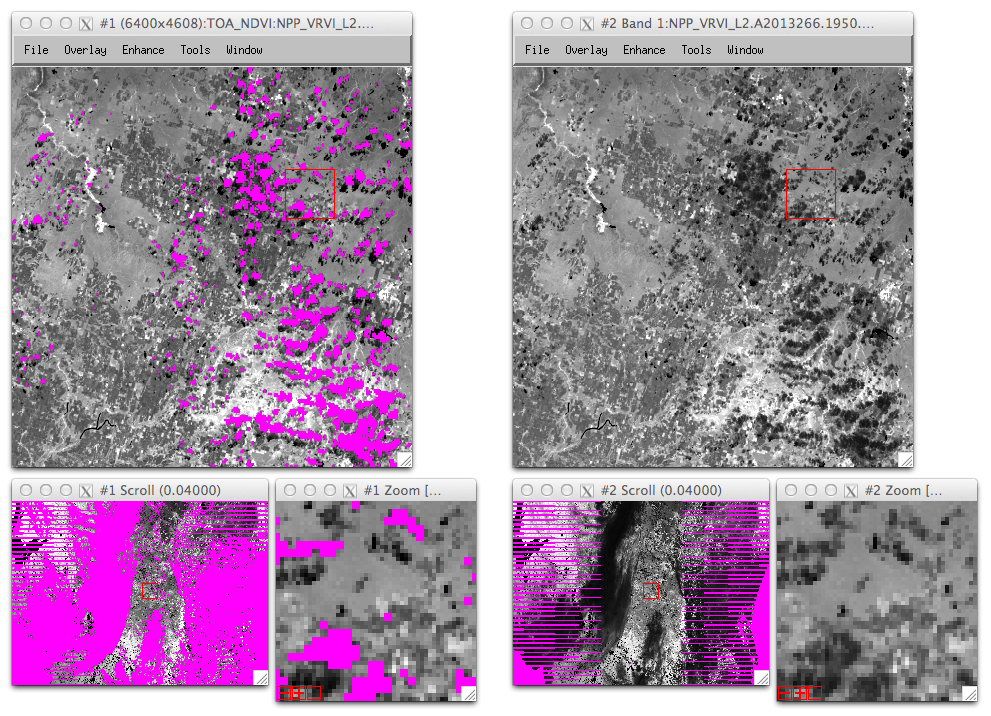 #1 (6400x4608):TOA_NDVI:NPP_VRVI_L2....
File Overlay Enhance Tools Window
#2 Band 1:NPP_VRVI_L2.A2013266.1950....
File Overlay Enhance Tools Window
#1 Scroll (0.04000)
#1 Zoom [...
#2 Scroll (0.04000)
#2 Zoom [...